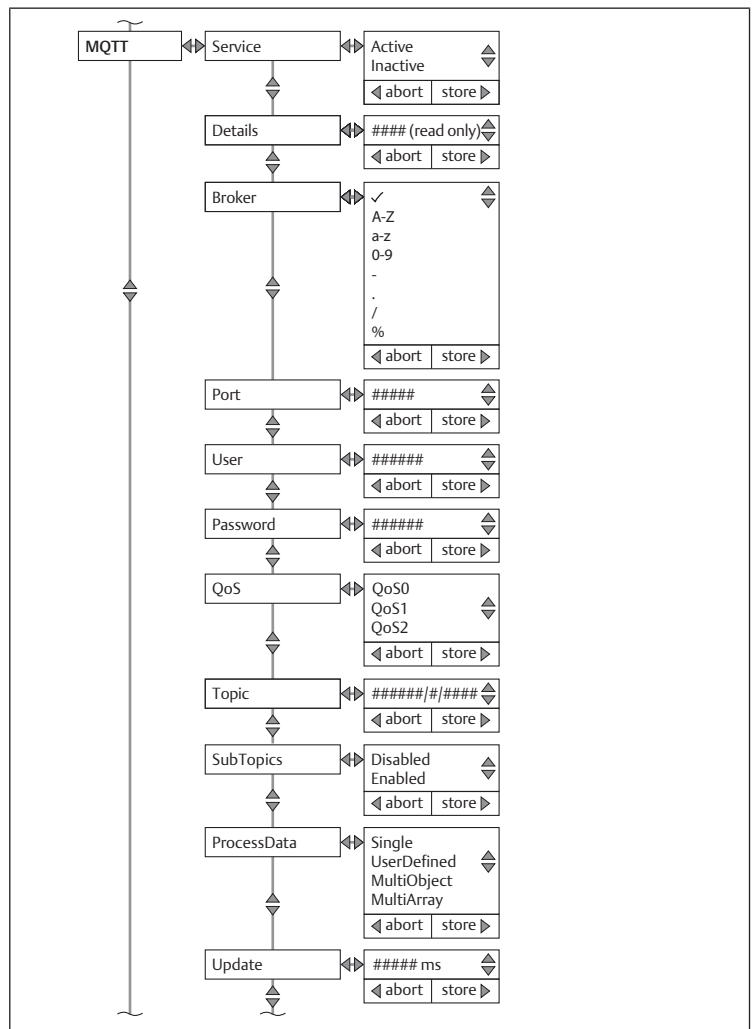 MQTT
Service
Active
Inactive
abort store
Details
#### (read only)
abort store
Broker
✓
A-Z
a-z
0-9
-
.
/
%
abort store
Port
#####
abort store
User
######
abort store
Password
######
abort store
QoS
QoS0
QoS1
QoS2
abort store
Topic
######/#/####
abort store
SubTopics
Disabled
Enabled
abort store
ProcessData
Single
UserDefined
MultiObject
MultiArray
abort store
Update
##### ms
abort store